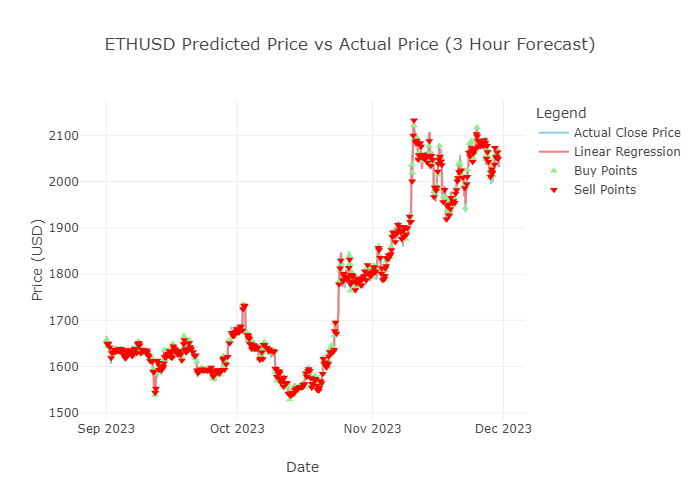 ETHUSD Predicted Price vs Actual Price (3 Hour Forecast)
Legend
Actual Close Price
Linear Regression
Buy Points
Sell Points
Price (USD)
2100
2000
1900
1800
1700
1600
1500
Sep 2023
Oct 2023
Nov 2023
Dec 2023
Date